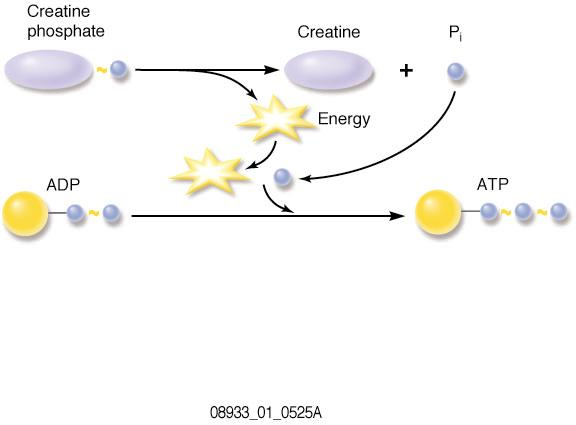 Creatine
phosphate
Creatine
Pi
+
Energy
ADP
ATP
08933_01_0525A